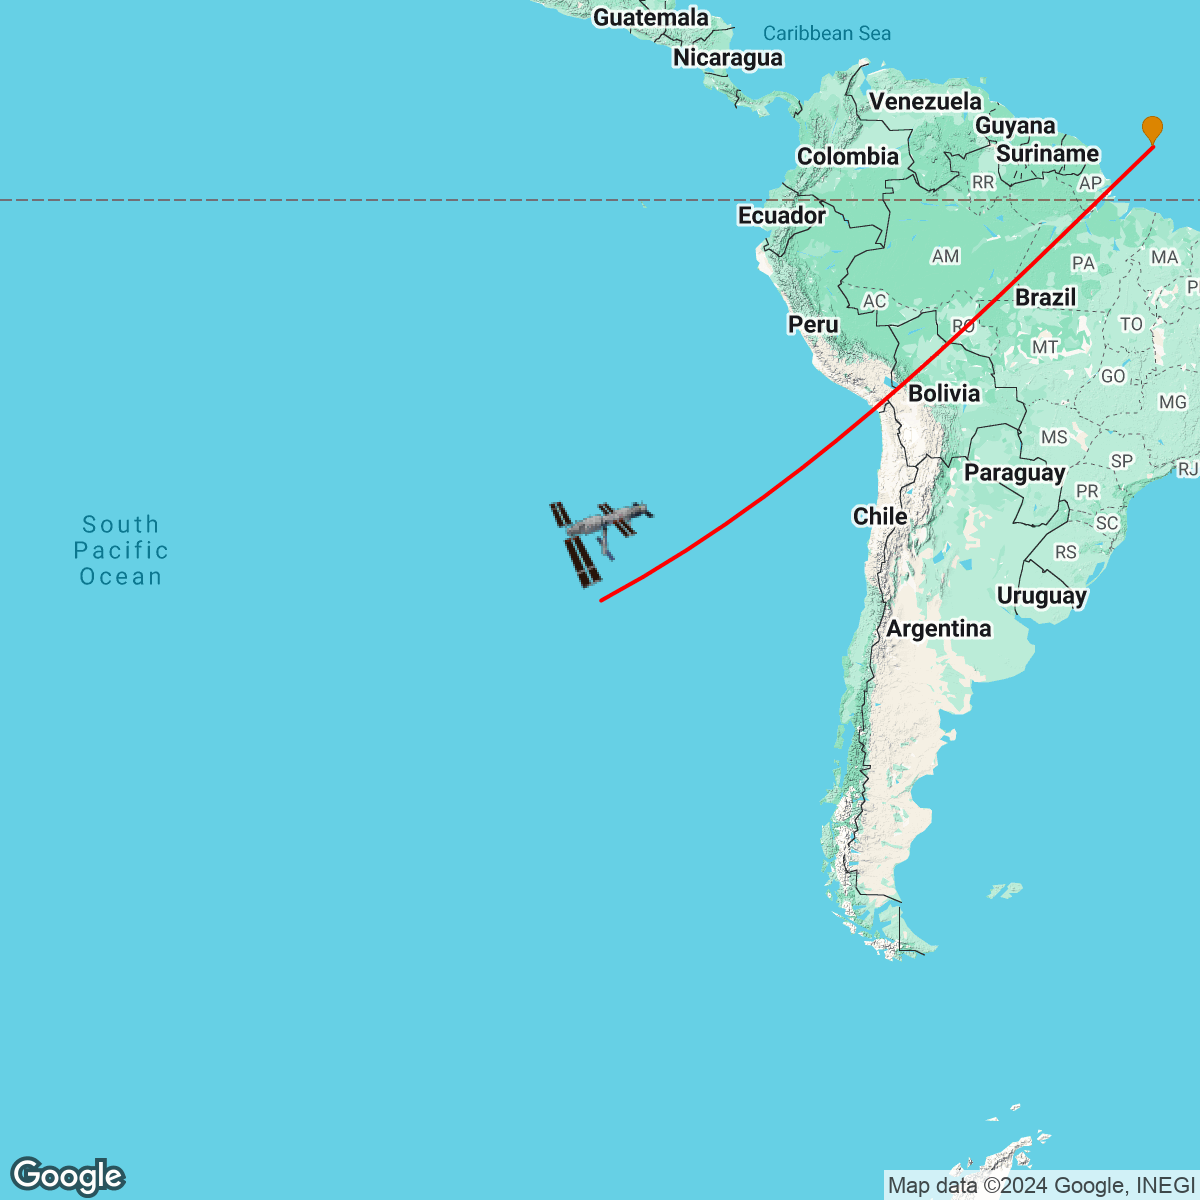 Guatemala
Caribbean Sea
Nicaragua
Venezuela
Guyana
Colombia
Suriname
RR
AP
Ecuador
AM
PA
MA
Brazil
AC
Peru
RO
TO
MT
GO
Bolivia
MG
MS
SP
Paraguay
RJ
PR
Chile
SC
South
Pacific
Ocean
RS
Uruguay
Argentina
Google
Map data ©2024 Google, INEGI